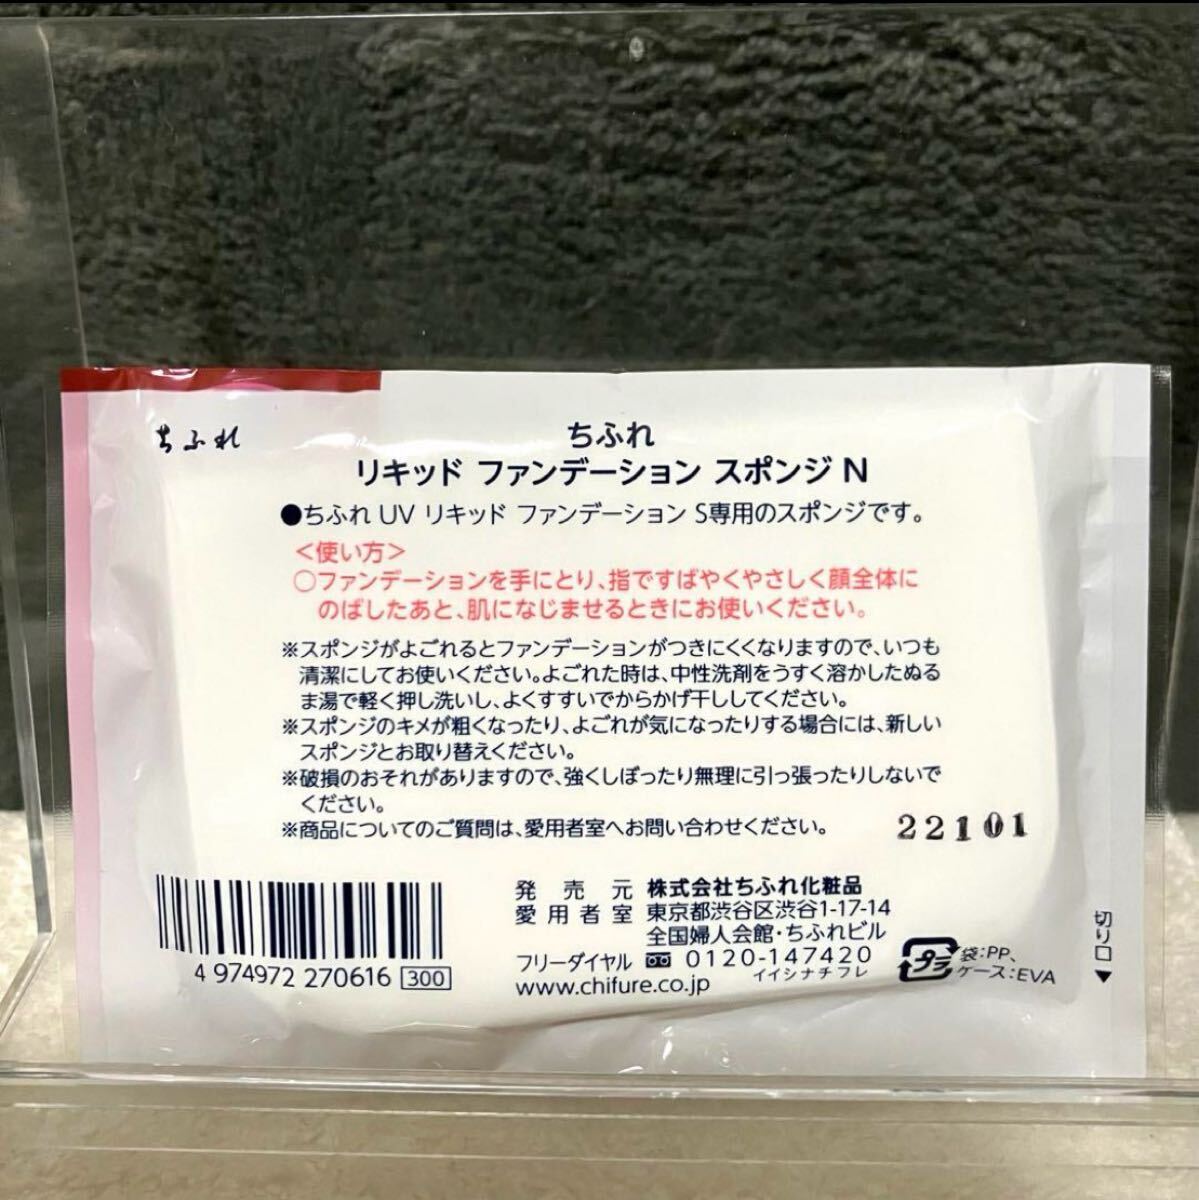 ちふれ
ちふれ
リキッド ファンデーション スポンジ N
●ちふれ UV リキッド ファンデーション S専用のスポンジです。
＜使い方＞
○ファンデーションを手にとり、指ですばやくやさしく顔全体に
のばしたあと、肌になじませるときにお使いください。
※スポンジがよごれるとファンデーションがつきにくくなりますので、いつも
清潔にしてお使いください。よごれた時は、中性洗剤をうすく溶かしたぬる
ま湯で軽く押し洗いし、よくすすいでからかげ干ししてください。
※スポンジのキメが粗くなったり、よごれが気になったりする場合には、新しい
スポンジとお取り替えください。
※破損のおそれがありますので、強くしぼったり無理に引っ張ったりしないで
ください。
※商品についてのご質問は、愛用者室へお問い合わせください。
22101
発売元 株式会社ちふれ化粧品
愛用者室 東京都渋谷区渋谷1-17-14
全国婦人会館・ちふれビル
フリーダイヤル 0120-147420
イイシナチフレ
www.chifure.co.jp
4 974972 270616 300
プラ
袋：PP、
ケース：EVA
切り口▼